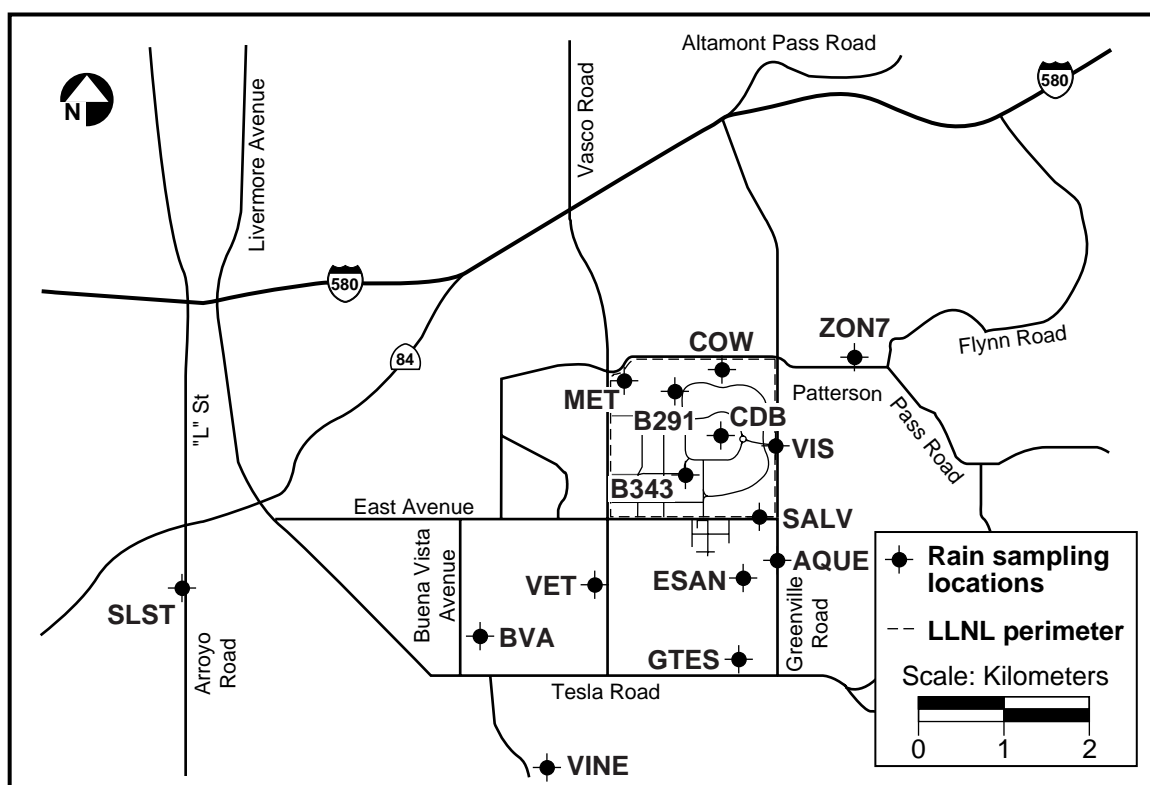 Altamont Pass Road
580
N
Livermore Avenue
Vasco Road
580
ZON7
COW
Flynn Road
84
MET
Patterson
B291
CDB
Pass Road
"L" St
VIS
B343
East Avenue
SALV
Buena Vista
Avenue
VET
ESAN
AQUE
SLST
BVA
Greenville
Road
GTES
Arroyo
Road
Tesla Road
VINE
Rain sampling
locations
LLNL perimeter
Scale: Kilometers
0 1 2